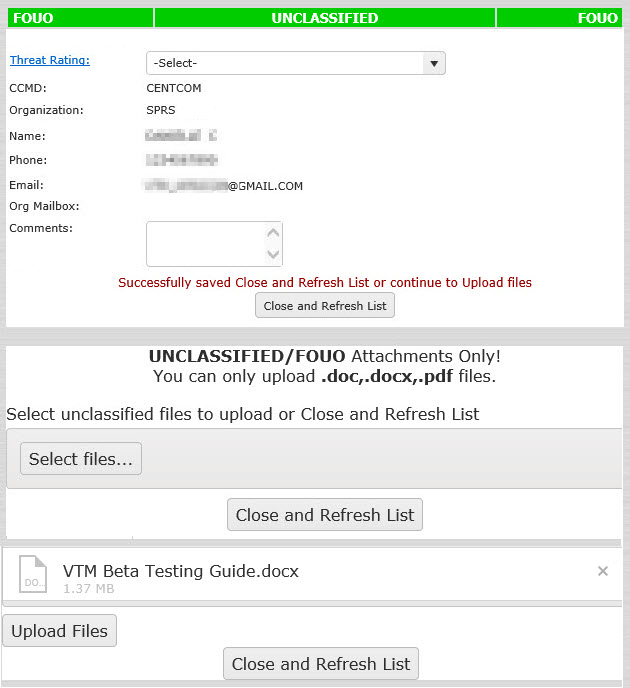 FOUO UNCLASSIFIED FOUO
Threat Rating: -Select-
CCMD: CENTCOM
Organization: SPRS
Name:
Phone:
Email: @GMAIL.COM
Org Mailbox:
Comments:
Successfully saved Close and Refresh List or continue to Upload files
Close and Refresh List
UNCLASSIFIED/FOUO Attachments Only!
You can only upload .doc,.docx,.pdf files.
Select unclassified files to upload or Close and Refresh List
Select files...
Close and Refresh List
DO...
VTM Beta Testing Guide.docx
1.37 MB
Upload Files
Close and Refresh List